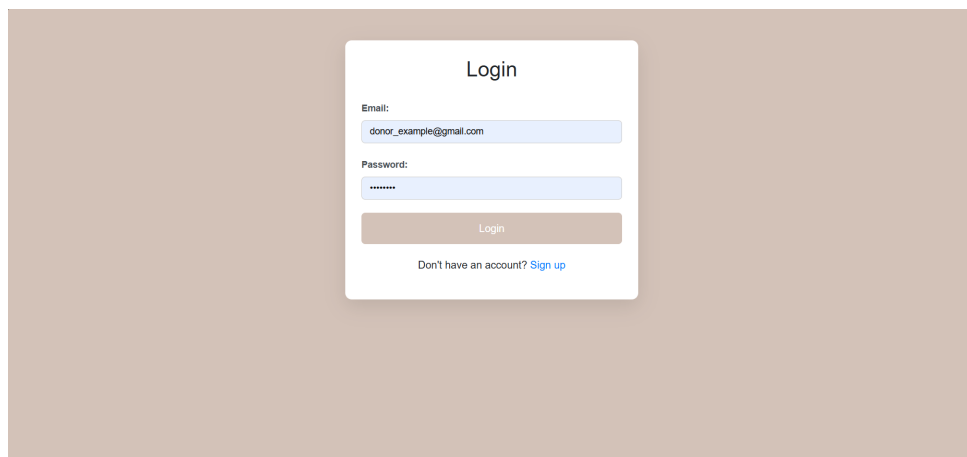 Login
Email:
donor_example@gmail.com
Password:
••••••••
Login
Don't have an account? Sign up